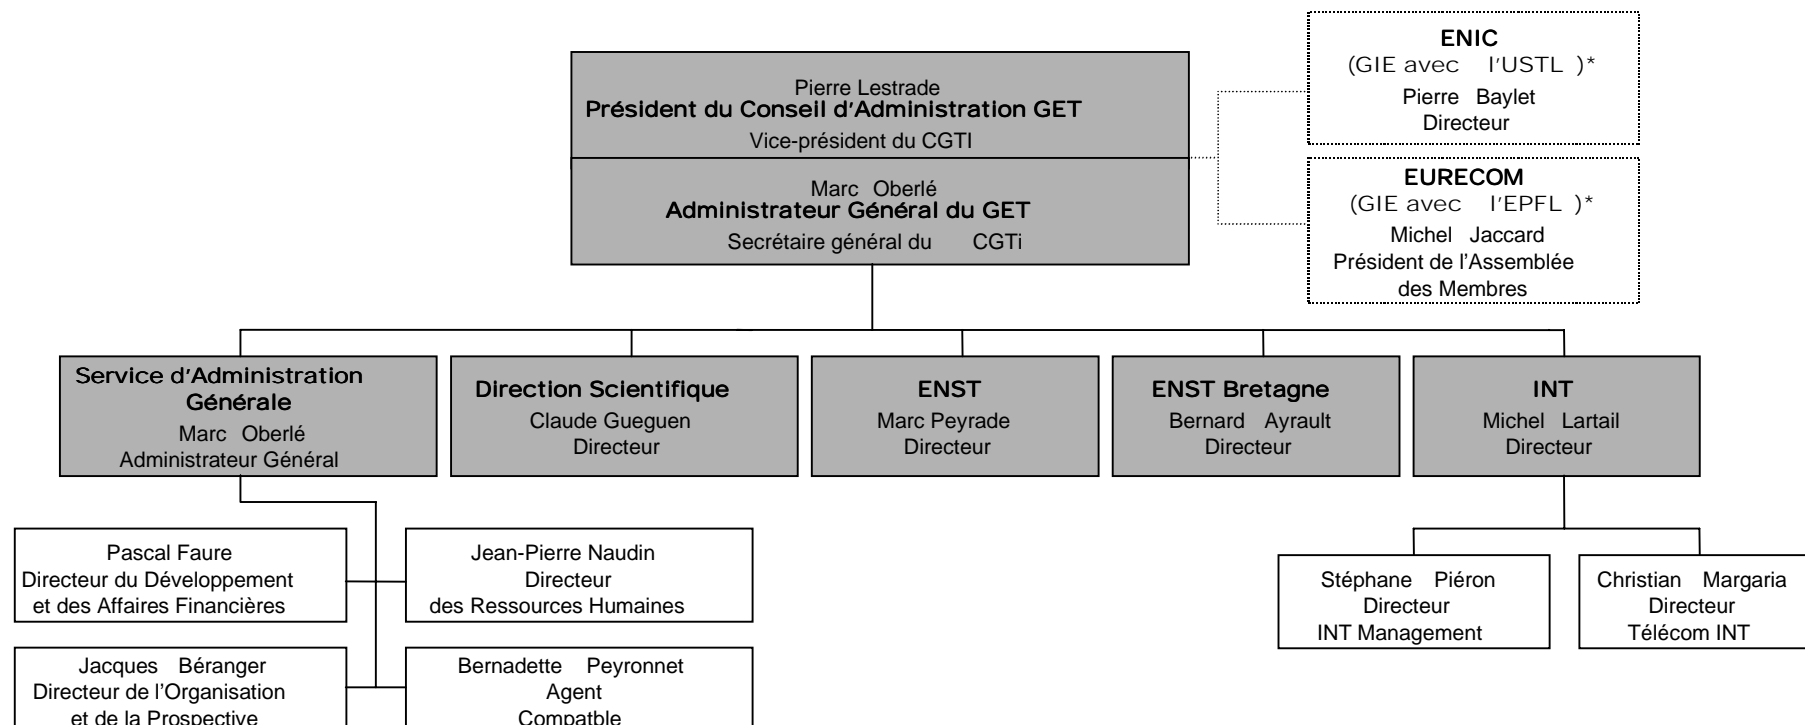 ENIC
(GIE avec l'USTL )*
Pierre Baylet
Directeur
Pierre Lestrade
Président du Conseil d'Administration GET
Vice-président du CGTI
Marc Oberlé
Administrateur Général du GET
Secrétaire général du CGTi
EURECOM
(GIE avec l'EPFL )*
Michel Jaccard
Président de l'Assemblée
des Membres
Service d'Administration
Générale
Marc Oberlé
Administrateur Général
Direction Scientifique
Claude Gueguen
Directeur
ENST
Marc Peyrade
Directeur
ENST Bretagne
Bernard Ayrault
Directeur
INT
Michel Lartail
Directeur
Pascal Faure
Directeur du Développement
et des Affaires Financières
Jean-Pierre Naudin
Directeur
des Ressources Humaines
Stéphane Piéron
Directeur
INT Management
Christian Margaria
Directeur
Télécom INT
Jacques Béranger
Directeur de l'Organisation
et de la Prospective
Bernadette Peyronnet
Agent
Compatble